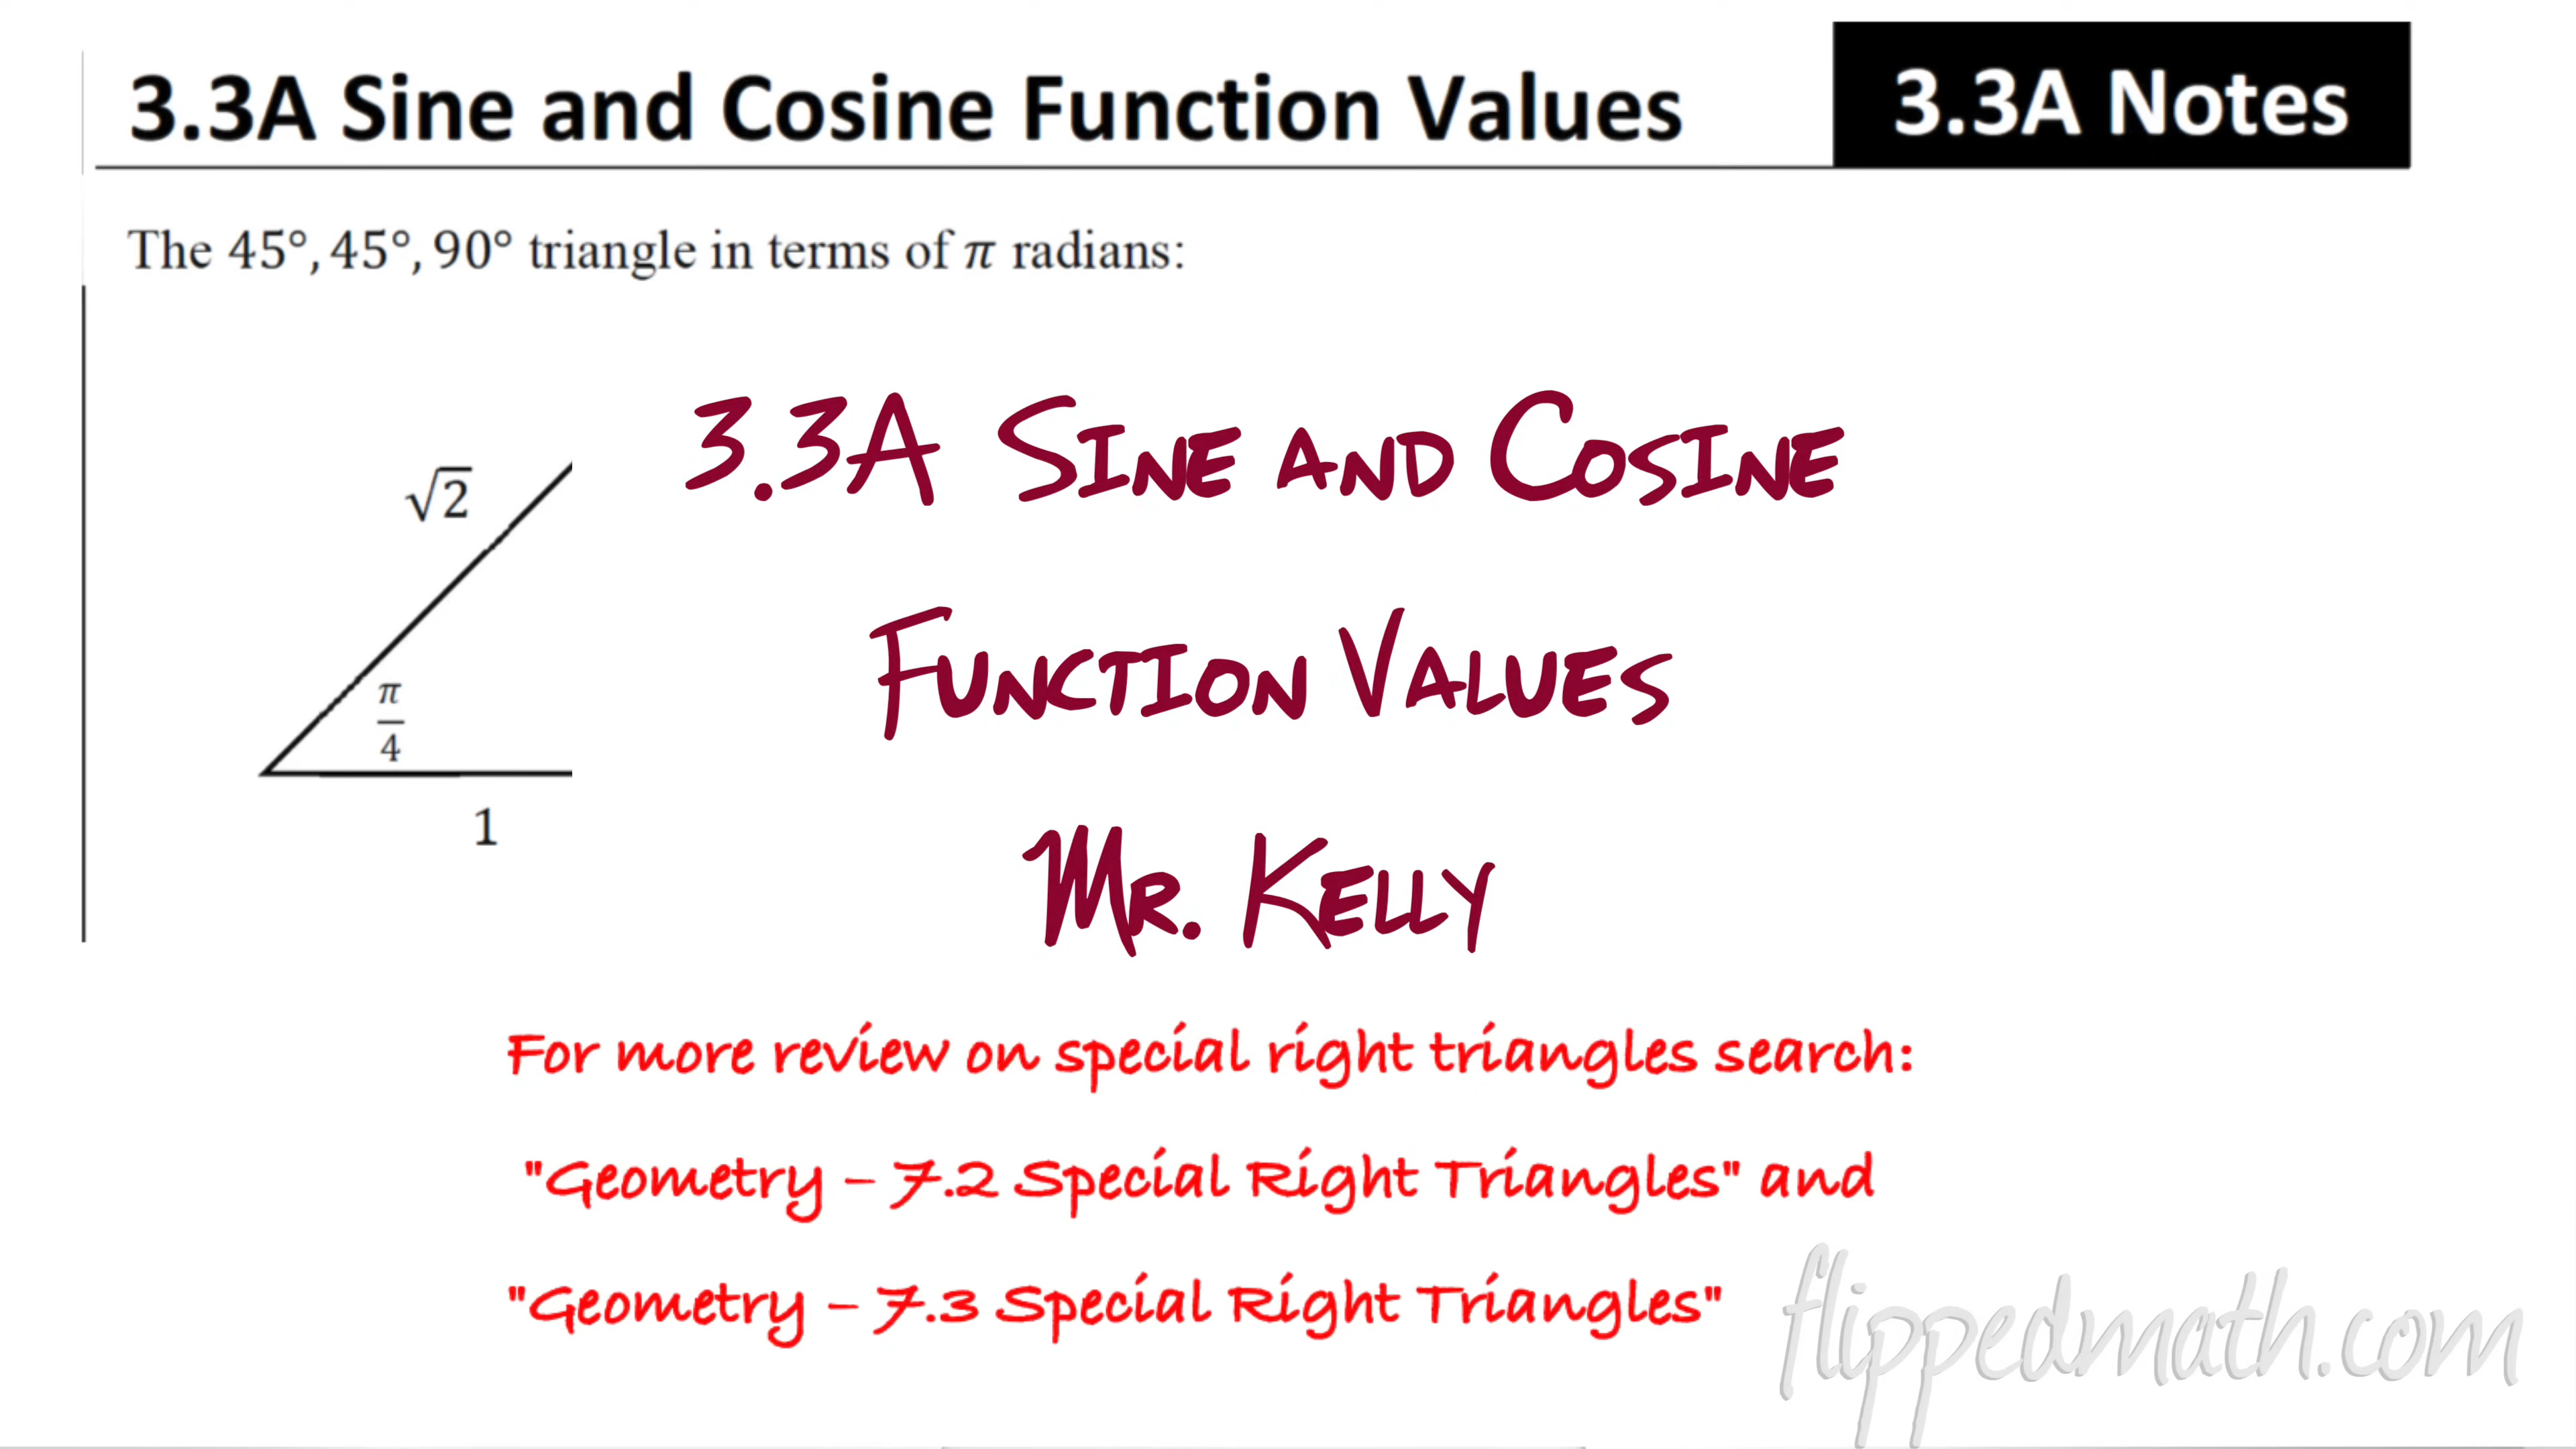 3.3A Sine and Cosine Function Values
3.3A Notes
The 45°, 45°, 90° triangle in terms of π radians:
√2
π
4
1
3.3A Sine and Cosine
Function Values
Mr. Kelly
For more review on special right triangles search:
"Geometry – 7.2 Special Right Triangles" and
"Geometry – 7.3 Special Right Triangles"
flippedmath.com